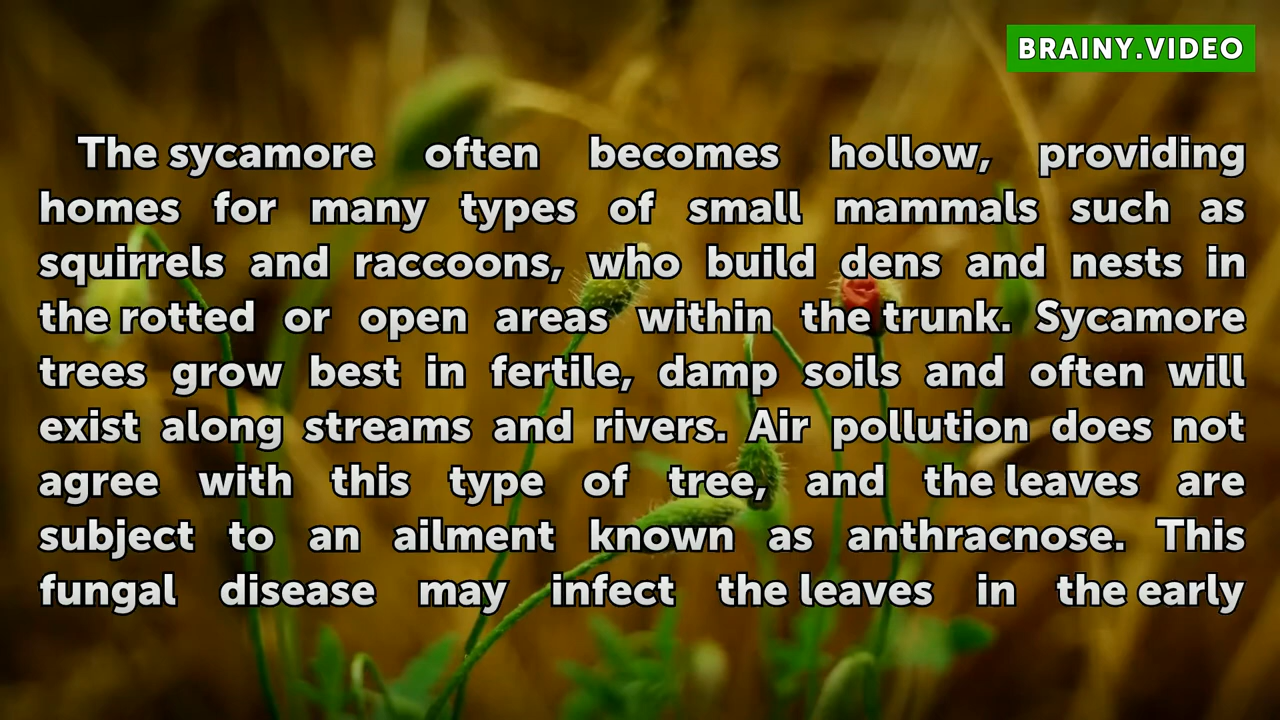 BRAINY.VIDEO
The sycamore often becomes hollow, providing
homes for many types of small mammals such as
squirrels and raccoons, who build dens and nests in
the rotted or open areas within the trunk. Sycamore
trees grow best in fertile, damp soils and often will
exist along streams and rivers. Air pollution does not
agree with this type of tree, and the leaves are
subject to an ailment known as anthracnose. This
fungal disease may infect the leaves in the early